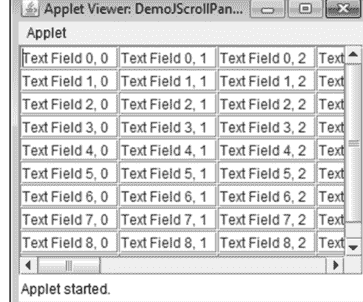 Applet Viewer: DemoJScrollPan...
Applet
Text Field 0, 0 Text Field 0, 1 Text Field 0, 2 Text
Text Field 1, 0 Text Field 1, 1 Text Field 1, 2 Text
Text Field 2, 0 Text Field 2, 1 Text Field 2, 2 Text
Text Field 3, 0 Text Field 3, 1 Text Field 3, 2 Text
Text Field 4, 0 Text Field 4, 1 Text Field 4, 2 Text
Text Field 5, 0 Text Field 5, 1 Text Field 5, 2 Text
Text Field 6, 0 Text Field 6, 1 Text Field 6, 2 Text
Text Field 7, 0 Text Field 7, 1 Text Field 7, 2 Text
Text Field 8, 0 Text Field 8, 1 Text Field 8, 2 Text
Applet started.